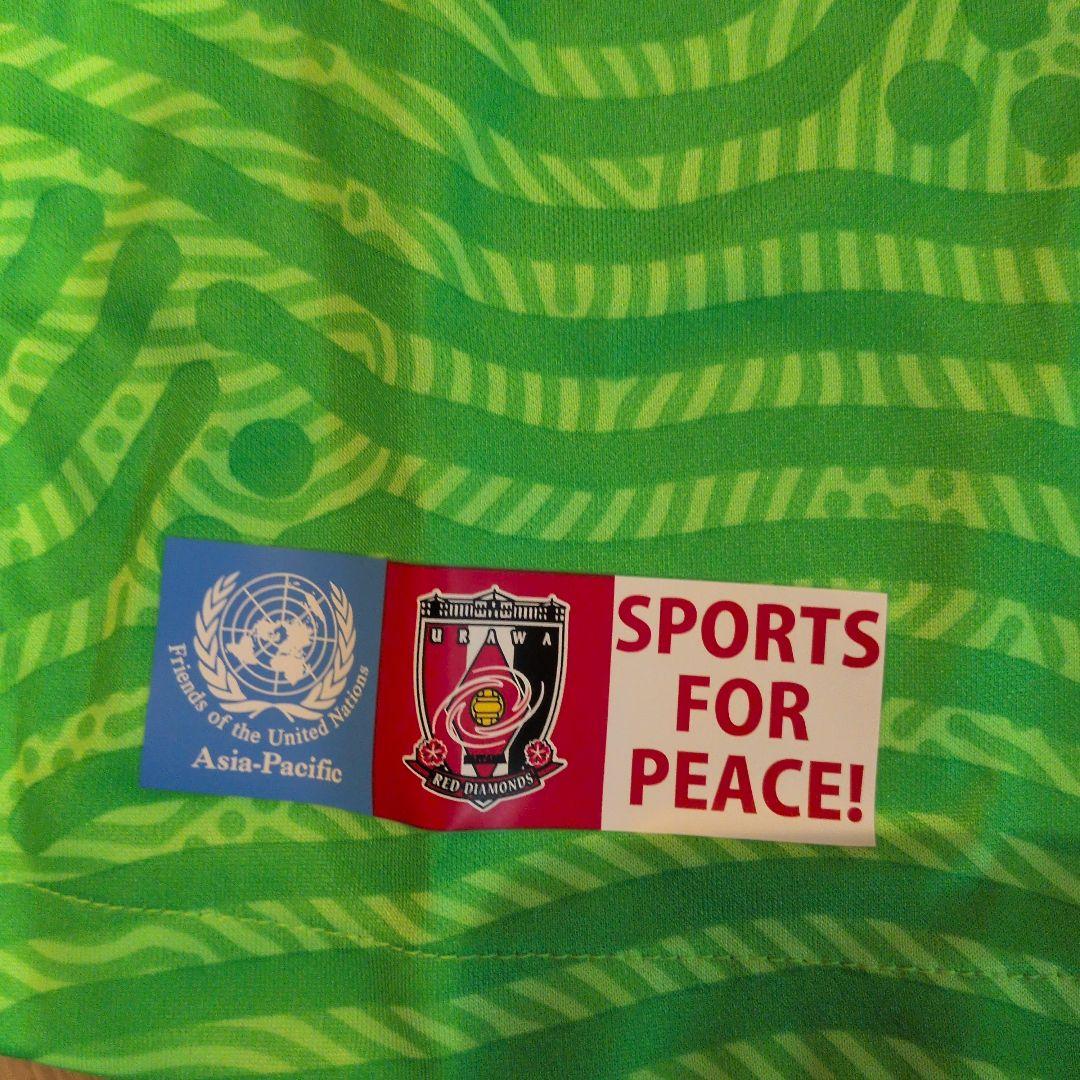 Friends of the United Nations
Asia-Pacific
URAWA
RED DIAMONDS
SPORTS
FOR
PEACE!